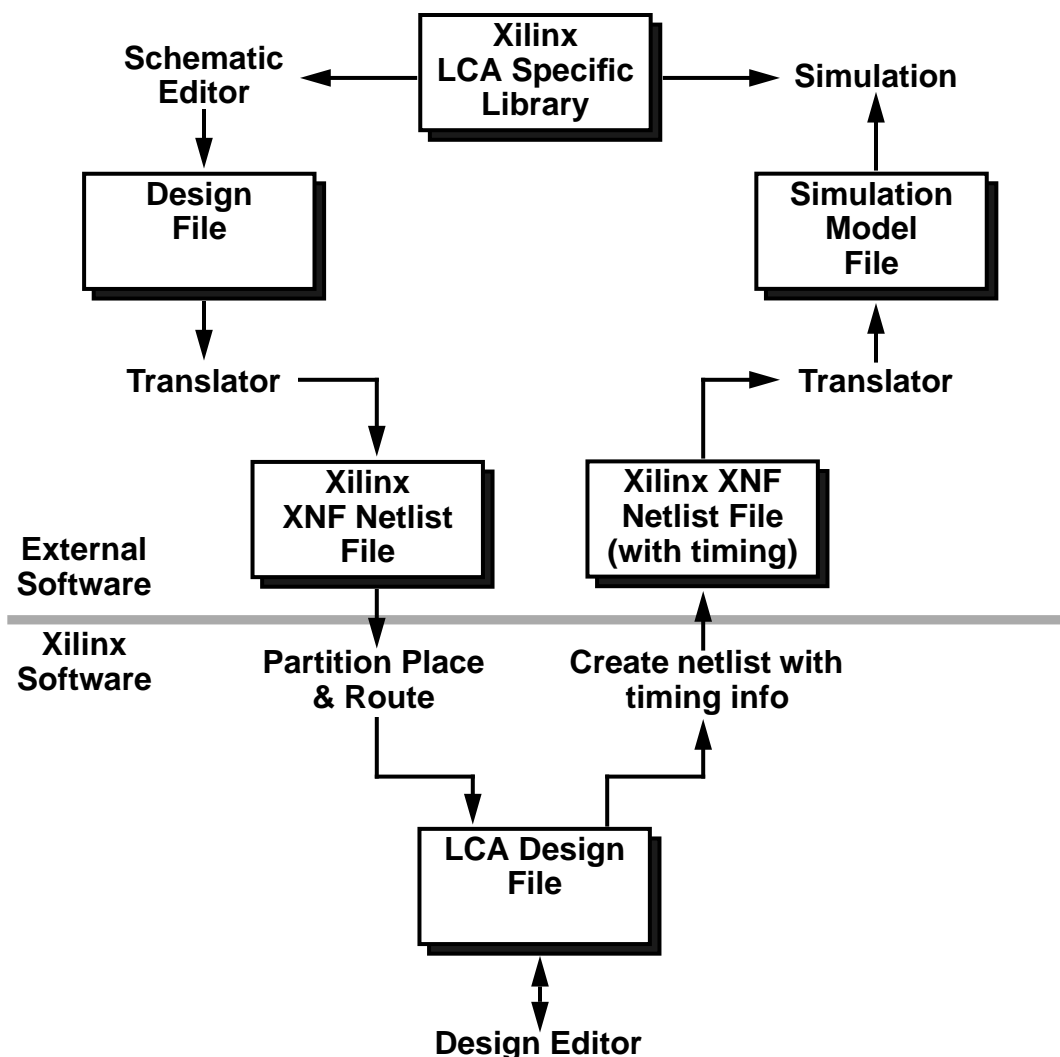 Xilinx
LCA Specific
Library
Schematic
Editor
Simulation
Design
File
Simulation
Model
File
Translator
Translator
Xilinx
XNF Netlist
File
Xilinx XNF
Netlist File
(with timing)
External
Software
Xilinx
Software
Partition Place
& Route
Create netlist with
timing info
LCA Design
File
Design Editor